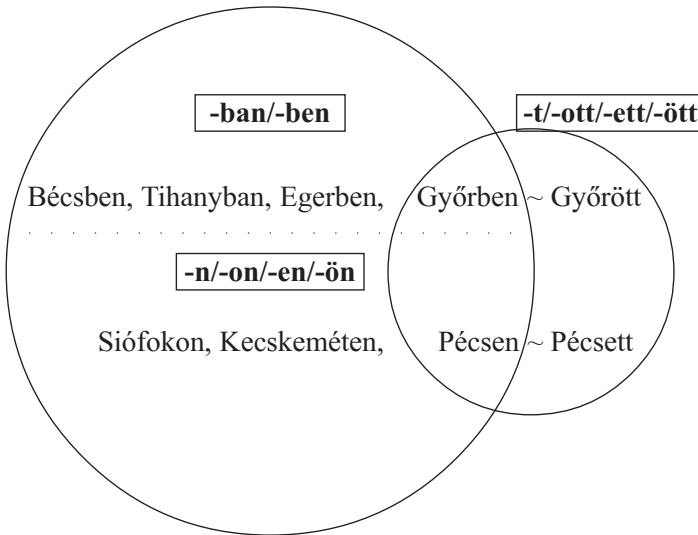 -ban/-ben -t/-ott/-ett/-ött
Bécsben, Tihanyban, Egerben, Győrben ~ Győrött
-n/-on/-en/-ön
Siófokon, Kecskeméten, Pécsen ~ Pécsett